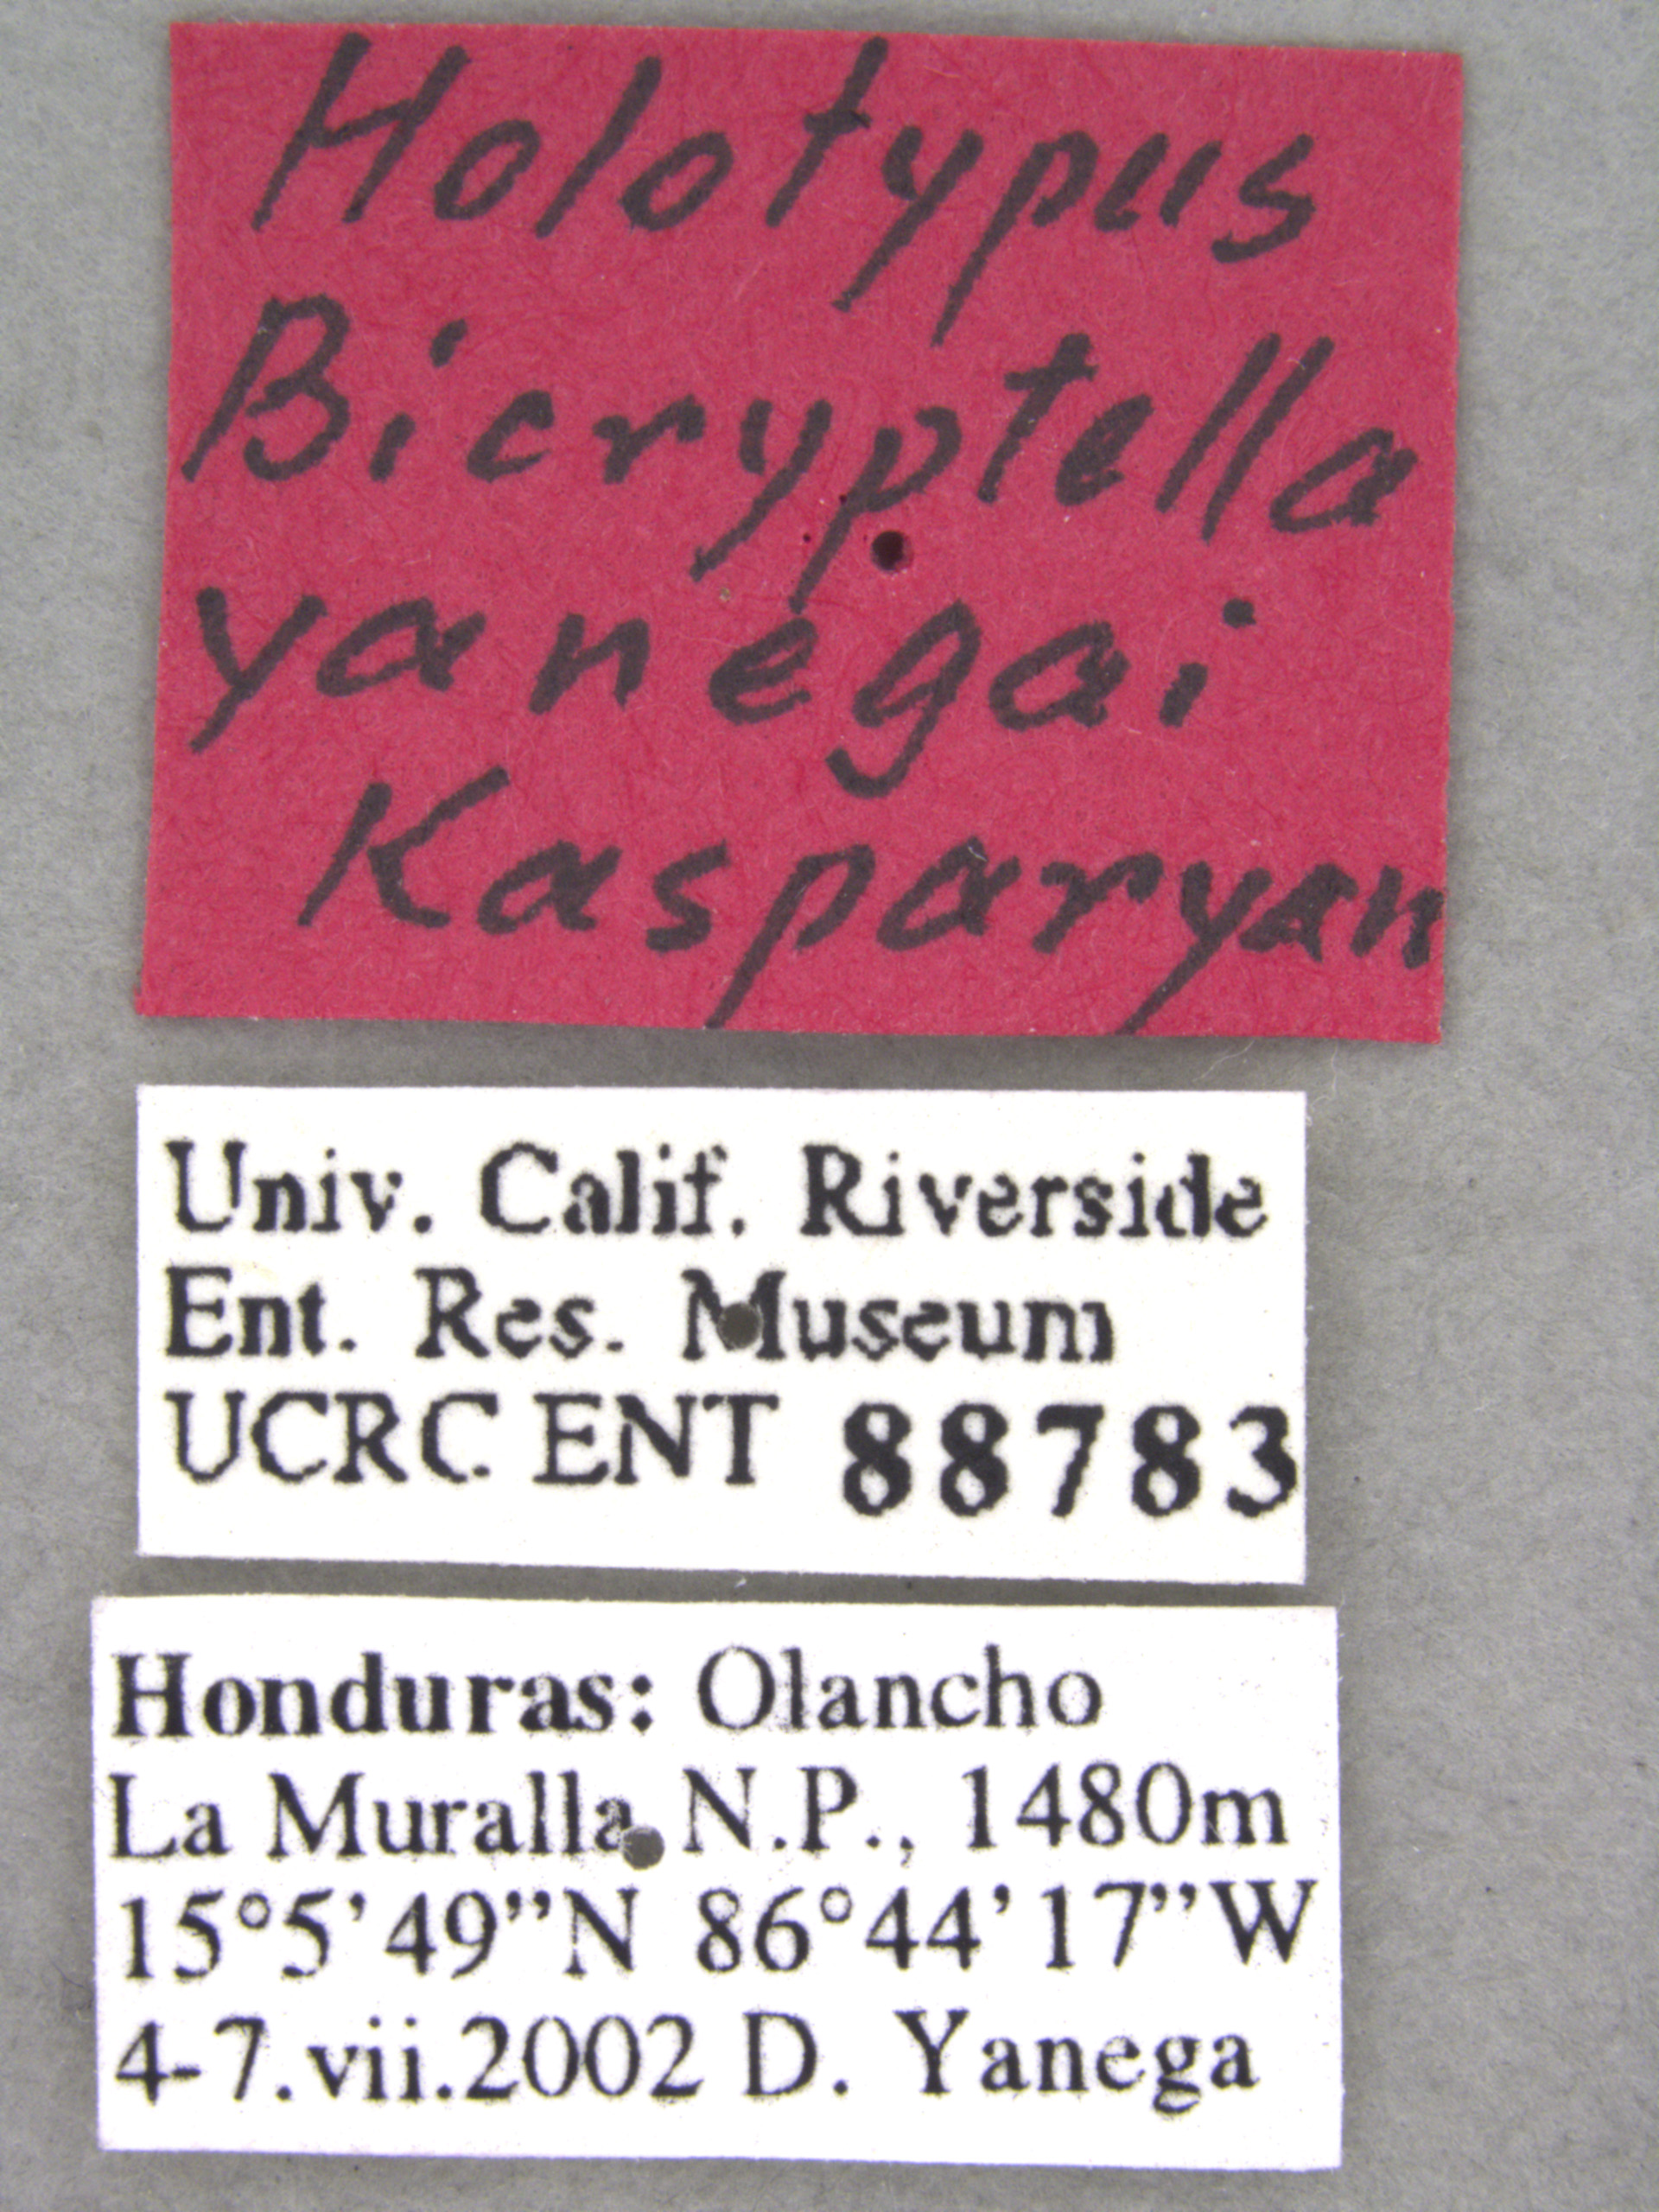 Holotypus
Bicryptella
yanegai
Kasparyan
Univ. Calif. Riverside
Ent. Res. Museum
UCRC ENT 88783
Honduras: Olancho
La Muralla N.P., 1480m
15°5’49”N 86°44’17”W
4-7.vii.2002 D. Yanega